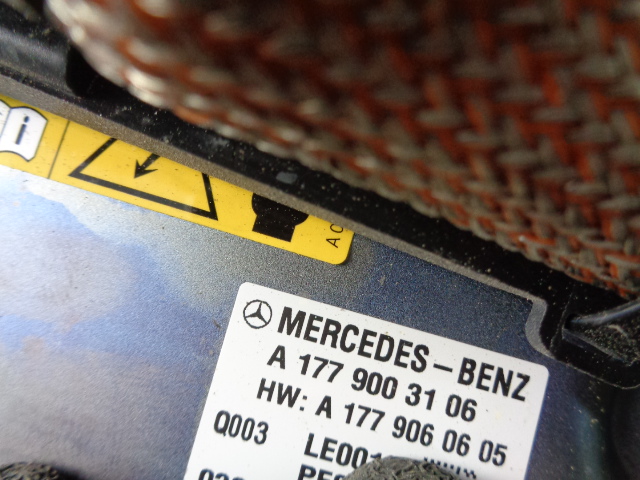 MERCEDES-BENZ
A 177 900 31 06
HW: A 177 906 06 05
Q003